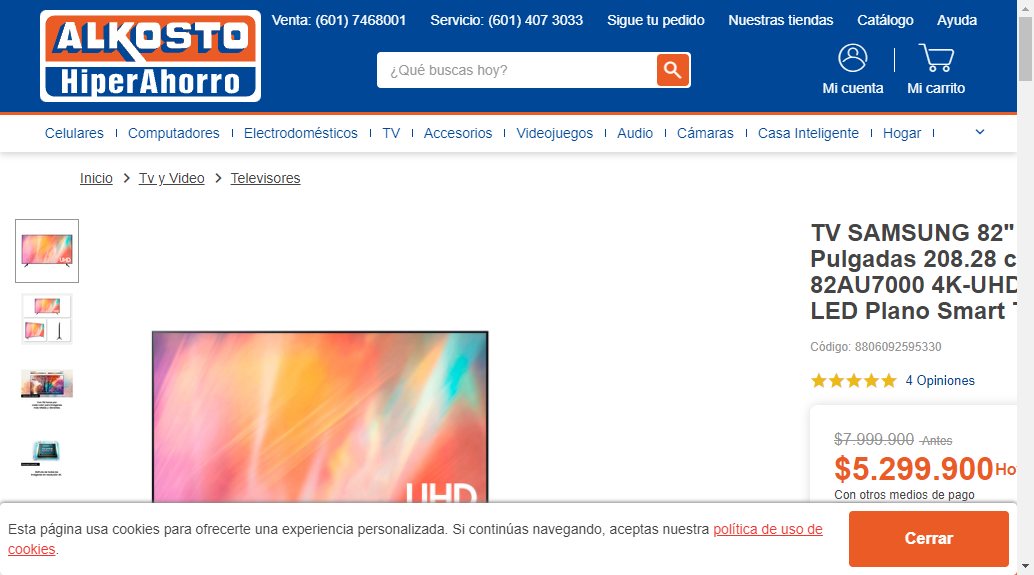 ALKOSTO
HiperAhorro
Venta: (601) 7468001 Servicio: (601) 407 3033 Sigue tu pedido Nuestras tiendas Catálogo Ayuda
¿Qué buscas hoy?
Mi cuenta Mi carrito
Celulares Computadores Electrodomésticos TV Accesorios Videojuegos Audio Cámaras Casa Inteligente Hogar
Inicio > Tv y Video > Televisores
UHD
TV SAMSUNG 82"
Pulgadas 208.28 c
82AU7000 4K-UHD
LED Plano Smart
Código: 8806092595330
4 Opiniones
$7.999.900 -Antes
$5.299.900 Ho
Con otros medios de pago
UHD
Esta página usa cookies para ofrecerte una experiencia personalizada. Si continúas navegando, aceptas nuestra política de uso de
cookies.
Cerrar